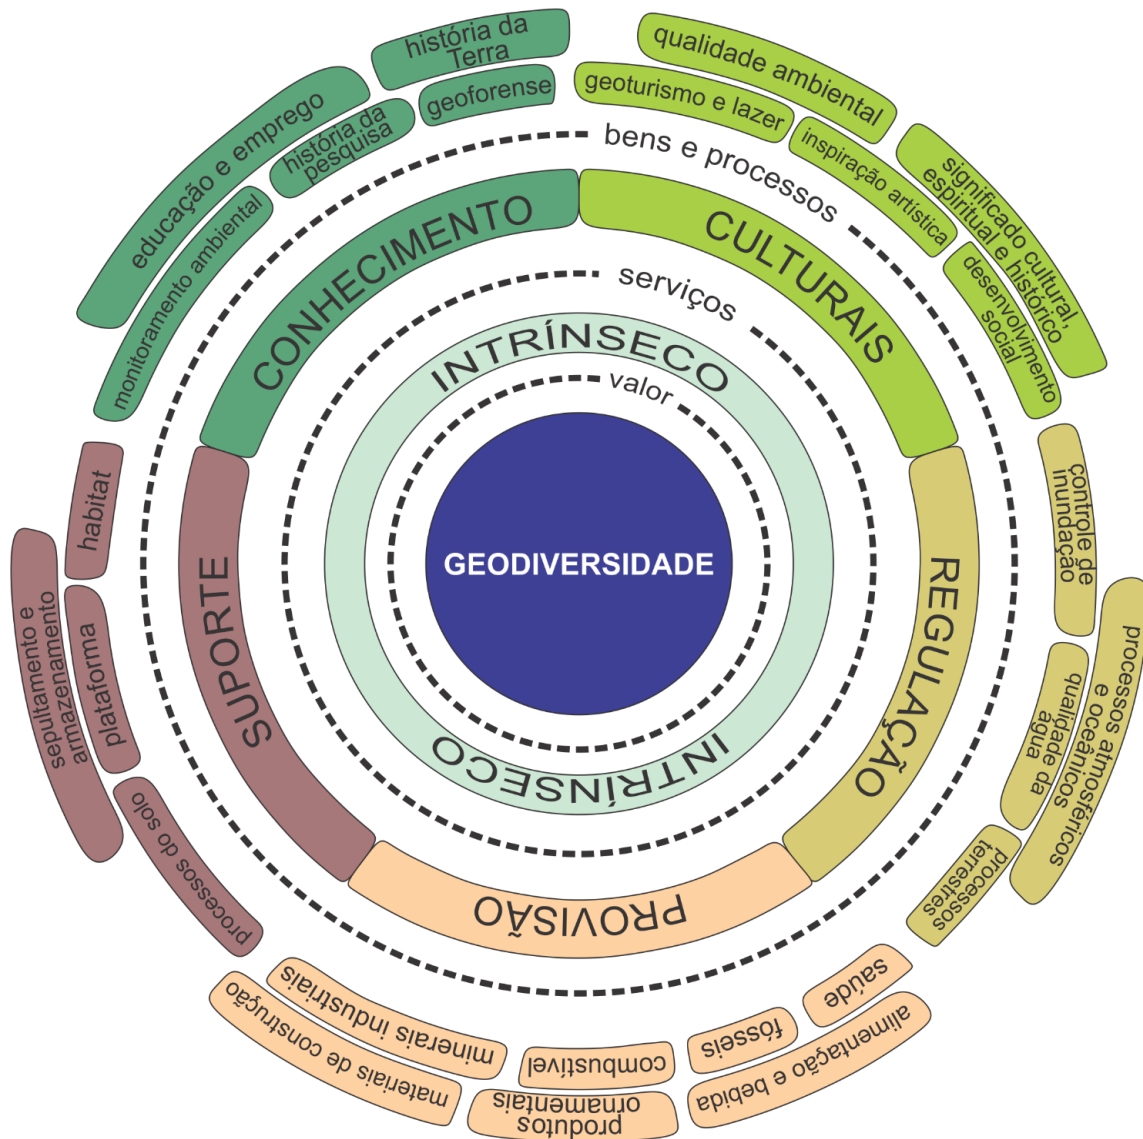 história da
Terra
geoforense
educação e emprego
história da
pesquisa
monitoramento ambiental
qualidade ambiental
geoturismo e lazer
inspiração artística
significado cultural,
espiritual e histórico
desenvolvimento
social
bens e processos
CONHECIMENTO
CULTURAIS
serviços
INTRÍNSECO
valor
GEODIVERSIDADE
INTRÍNSECO
REGULAÇÃO
controle de
inundação
processos atmosféricos
e oceânicos
qualidade da
água
processos
terrestres
SUPORTE
habitat
plataforma
sepultamento e
armazenamento
processos do solo
PROVISÃO
saúde
alimentação e bebida
fósseis
combustível
produtos
ornamentais
minerais industriais
materiais de construção